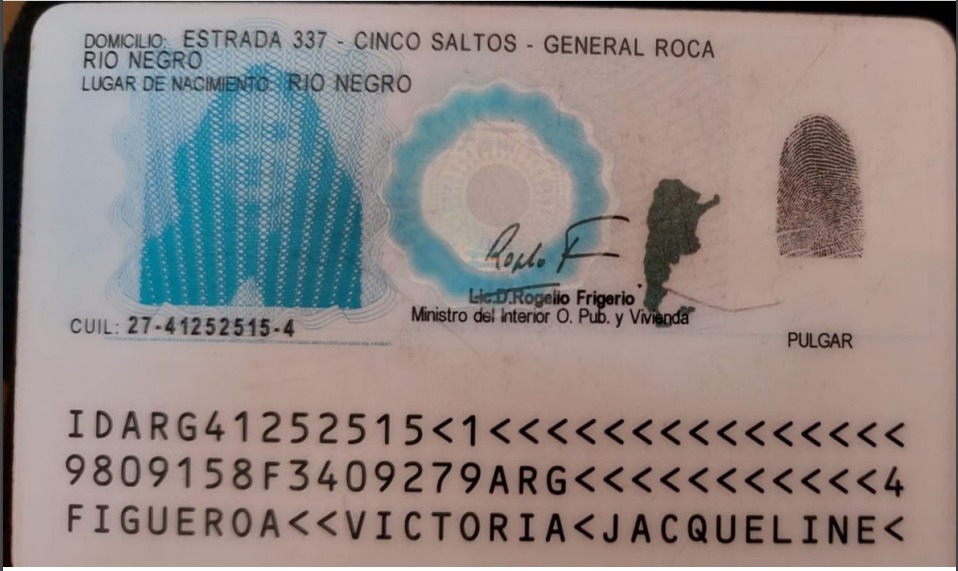 DOMICILIO: ESTRADA 337 - CINCO SALTOS - GENERAL ROCA
RIO NEGRO
LUGAR DE NACIMIENTO: RIO NEGRO
Lic.D.Rogelio Frigerio
Ministro del Interior O. Pub. y Vivienda
CUIL: 27-41252515-4
PULGAR
IDARG41252515<1<<<<<<<<<<<<<<<
9809158F3409279ARG<<<<<<<<<<<4
FIGUEROA<<VICTORIA<JACQUELINE<